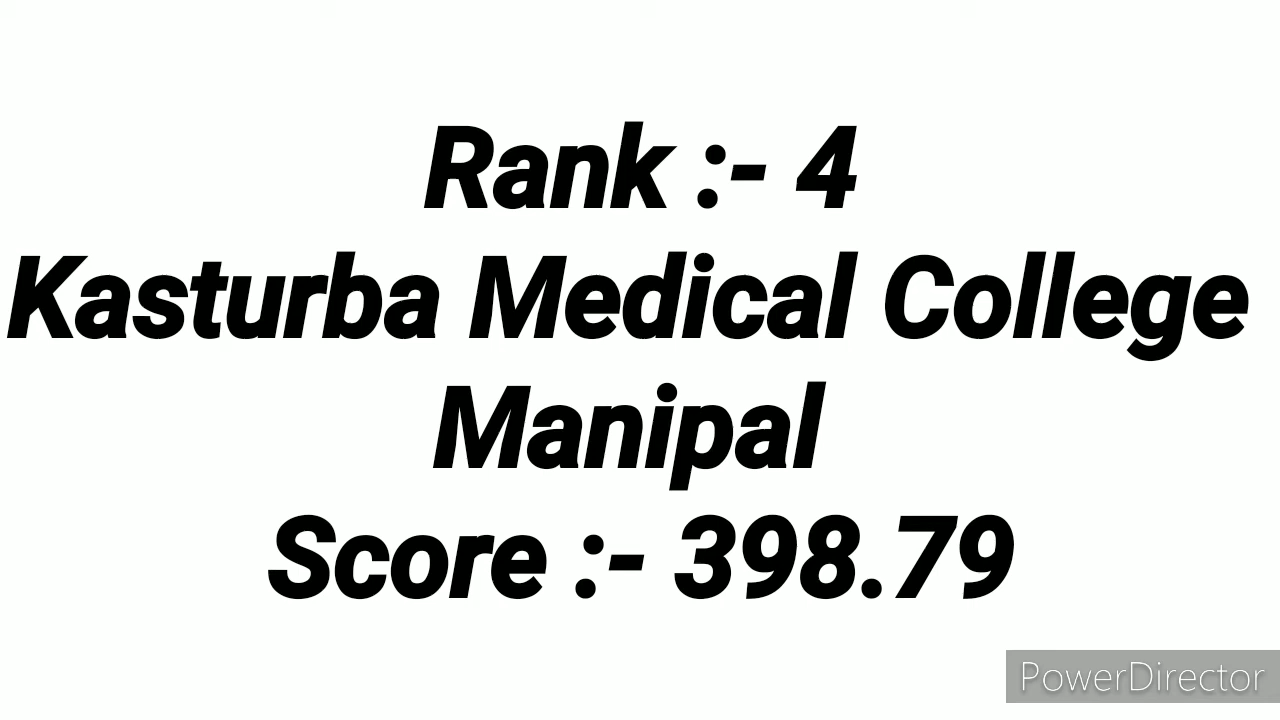 Rank :- 4
Kasturba Medical College
Manipal
Score :- 398.79
PowerDirector